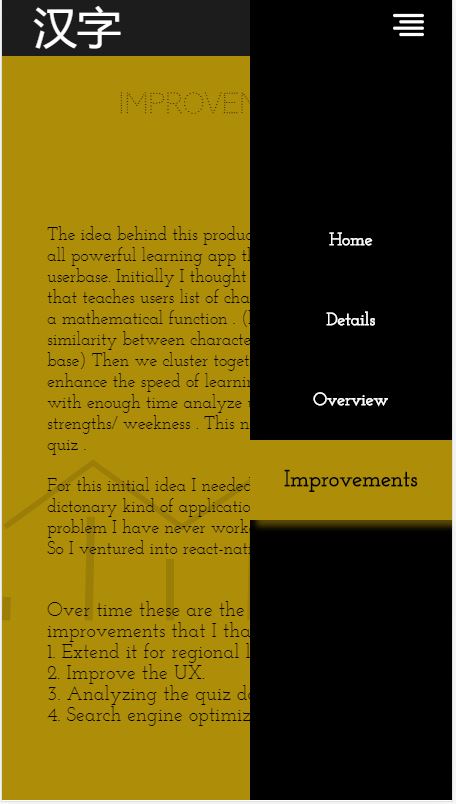 汉字
IMPROVEM
Home
Details
Overview
Improvements
The idea behind this produc
all powerful learning app th
userbase. Initially I thought
that teaches users list of cha
a mathematical function . (
similarity between characte
base) Then we cluster toget
enhance the speed of learnin
with enough time analyze
strengths/ weekness . This n
quiz .
For this initial idea I needed
dictonary kind of applicatio
problem I have never work
So I ventured into react-nati
Over time these are the
improvements that I tha
1. Extend it for regional l
2. Improve the UX.
3. Analyzing the quiz da
4. Search engine optimiz